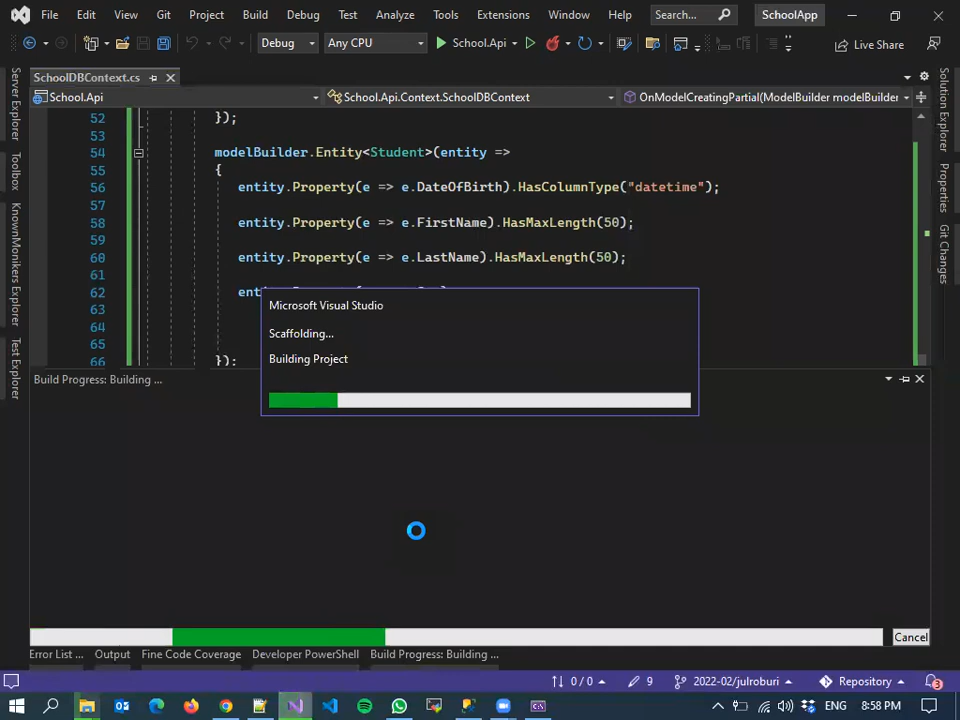 File Edit View Git Project Build Debug Test Analyze Tools Extensions Window Help Search... SchoolApp
Debug Any CPU School.Api Live Share
SchoolDBContext.cs
School.Api School.Api.Context.SchoolDBContext OnModelCreatingPartial(ModelBuilder modelBuilder
Server Explorer
Toolbox
KnownMonikers Explorer
Test Explorer
Solution Explorer
Properties
Git Changes
52 });
53
54 modelBuilder.Entity<Student>(entity =>
55 {
56 entity.Property(e => e.DateOfBirth).HasColumnType("datetime");
57
58 entity.Property(e => e.FirstName).HasMaxLength(50);
59
60 entity.Property(e => e.LastName).HasMaxLength(50);
61
62 ent
63
64
65
66 });
Microsoft Visual Studio
Scaffolding...
Building Project
Build Progress: Building ...
Cancel
Error List ... Output Fine Code Coverage Developer PowerShell Build Progress: Building ...
0 / 0 9 2022-02/julroburi Repository 3
ENG 8:58 PM